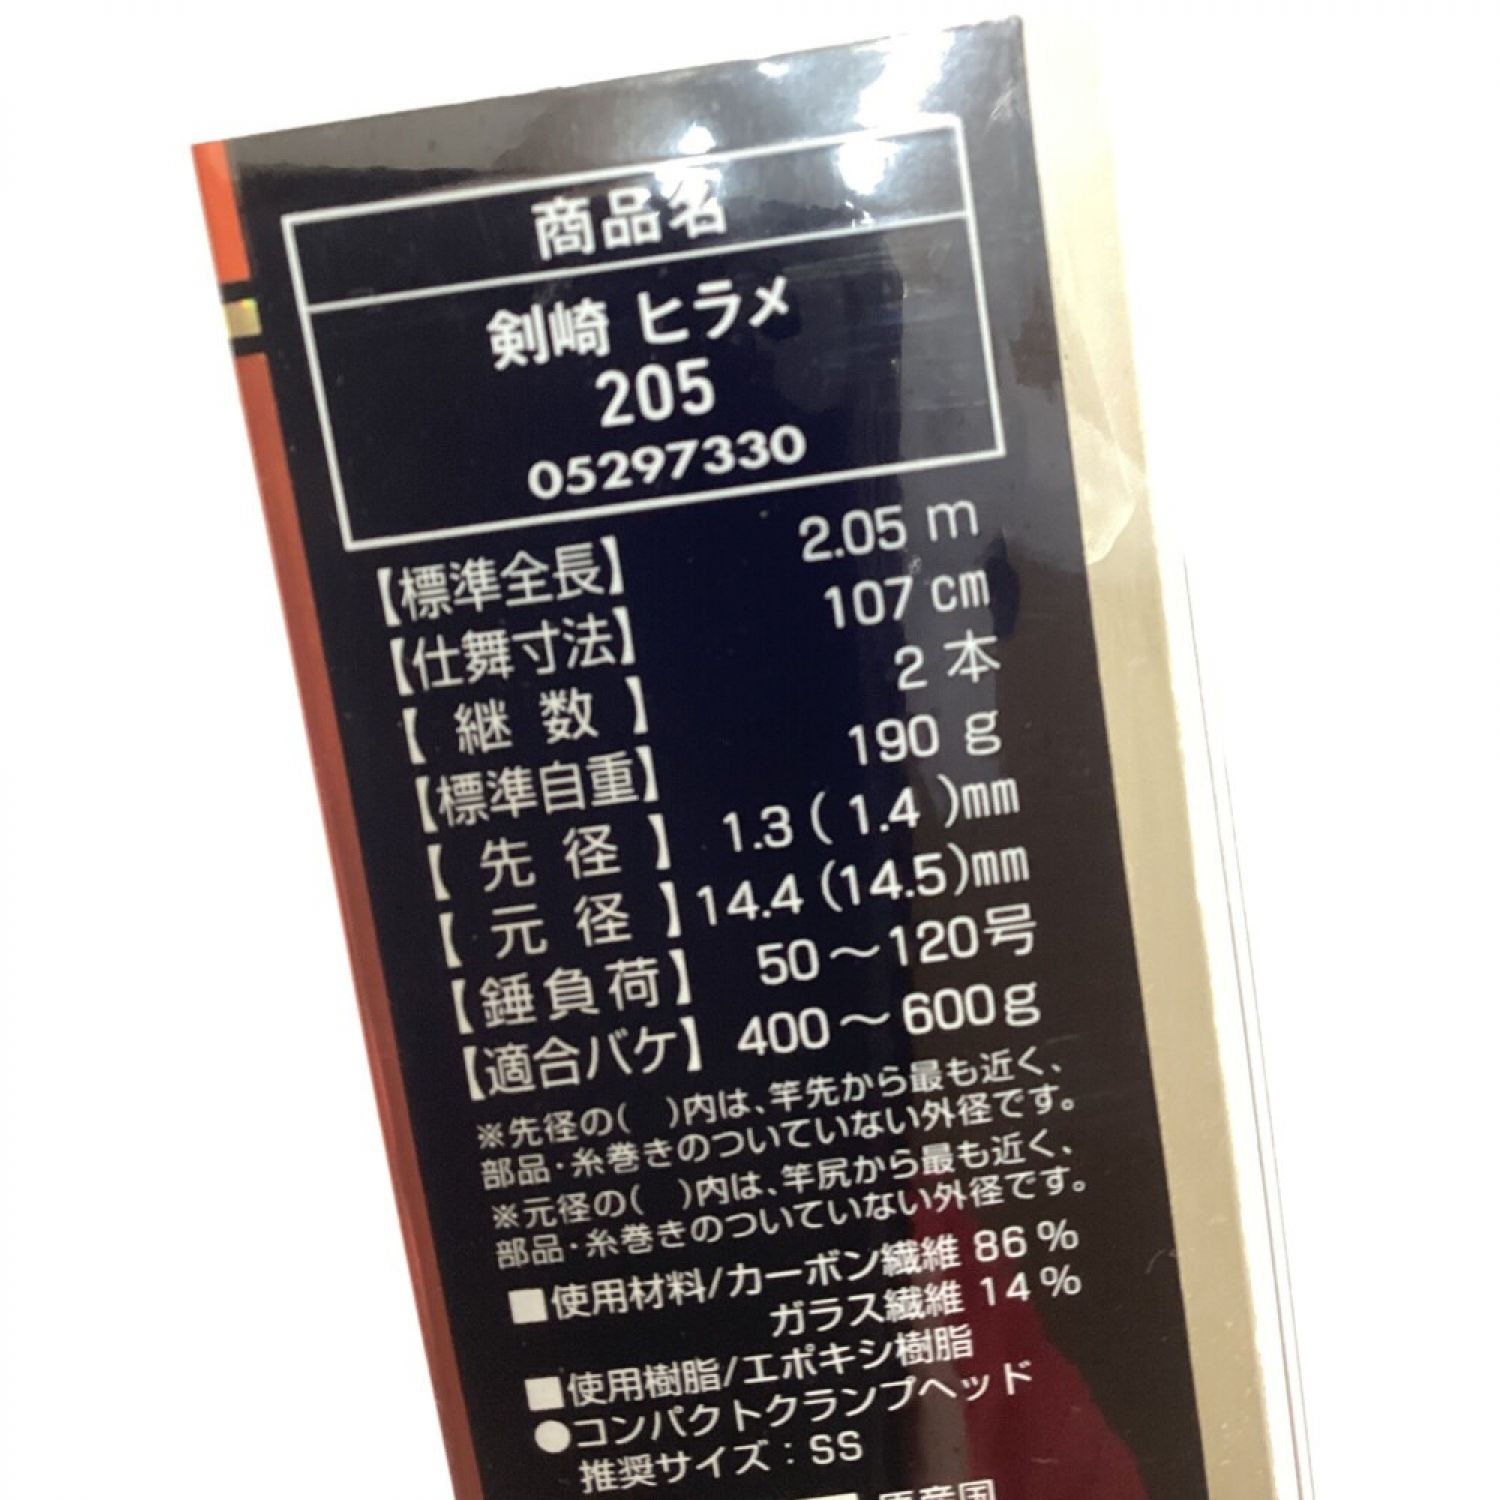 商品名
剣崎 ヒラメ
205
05297330
【標準全長】 2.05 m
【仕舞寸法】 107 cm
【継数】 2 本
【標準自重】 190 g
【先径】 1.3 ( 1.4 )mm
【元径】 14.4 (14.5)mm
【錘負荷】 50〜120号
【適合バケ】 400〜600g
※先径の( )内は、竿先から最も近く、
部品・糸巻きのついていない外径です。
※元径の( )内は、竿尻から最も近く、
部品・糸巻きのついていない外径です。
■使用材料/カーボン繊維 86 %
ガラス繊維 14 %
■使用樹脂/エポキシ樹脂
●コンパクトクランプヘッド
推奨サイズ:SS
原産国